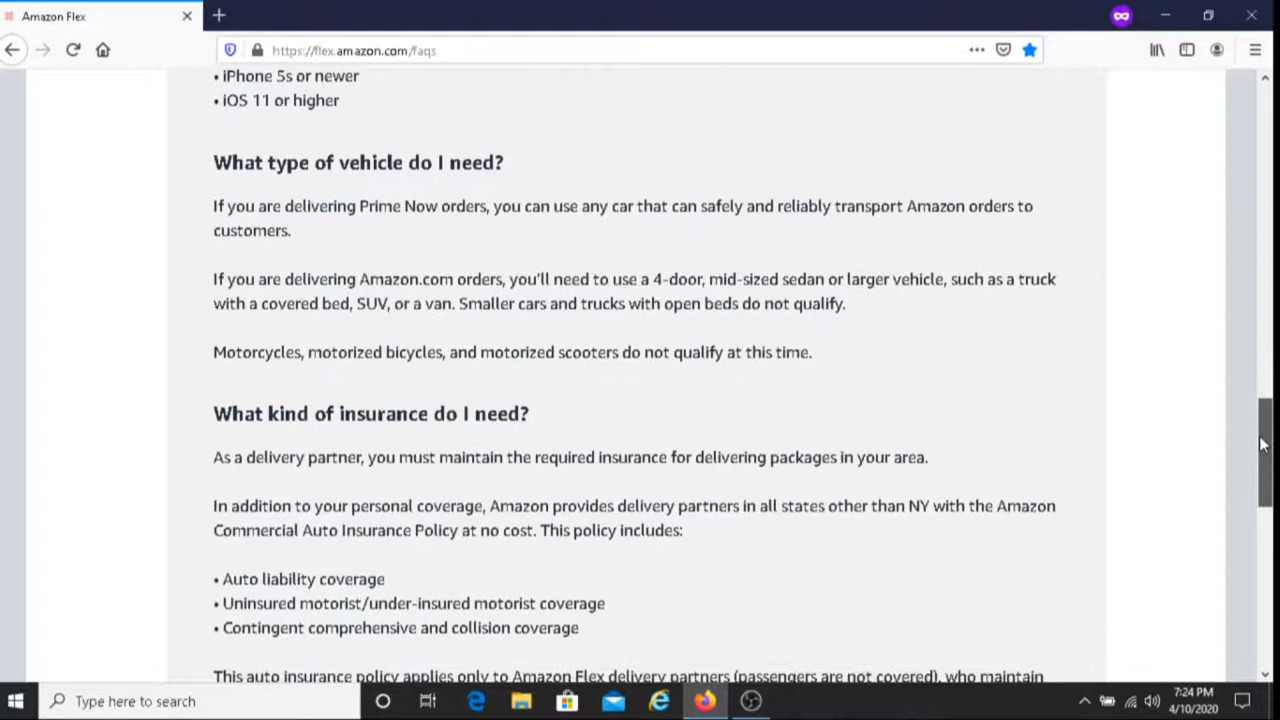 Amazon Flex
https://flex.amazon.com/faqs
• iPhone 5s or newer
• iOS 11 or higher
What type of vehicle do I need?
If you are delivering Prime Now orders, you can use any car that can safely and reliably transport Amazon orders to
customers.
If you are delivering Amazon.com orders, you'll need to use a 4-door, mid-sized sedan or larger vehicle, such as a truck
with a covered bed, SUV, or a van. Smaller cars and trucks with open beds do not qualify.
Motorcycles, motorized bicycles, and motorized scooters do not qualify at this time.
What kind of insurance do I need?
As a delivery partner, you must maintain the required insurance for delivering packages in your area.
In addition to your personal coverage, Amazon provides delivery partners in all states other than NY with the Amazon
Commercial Auto Insurance Policy at no cost. This policy includes:
• Auto liability coverage
• Uninsured motorist/under-insured motorist coverage
• Contingent comprehensive and collision coverage
This auto insurance policy applies only to Amazon Flex delivery partners (passengers are not covered), who maintain
Type here to search
7:24 PM
4/10/2020